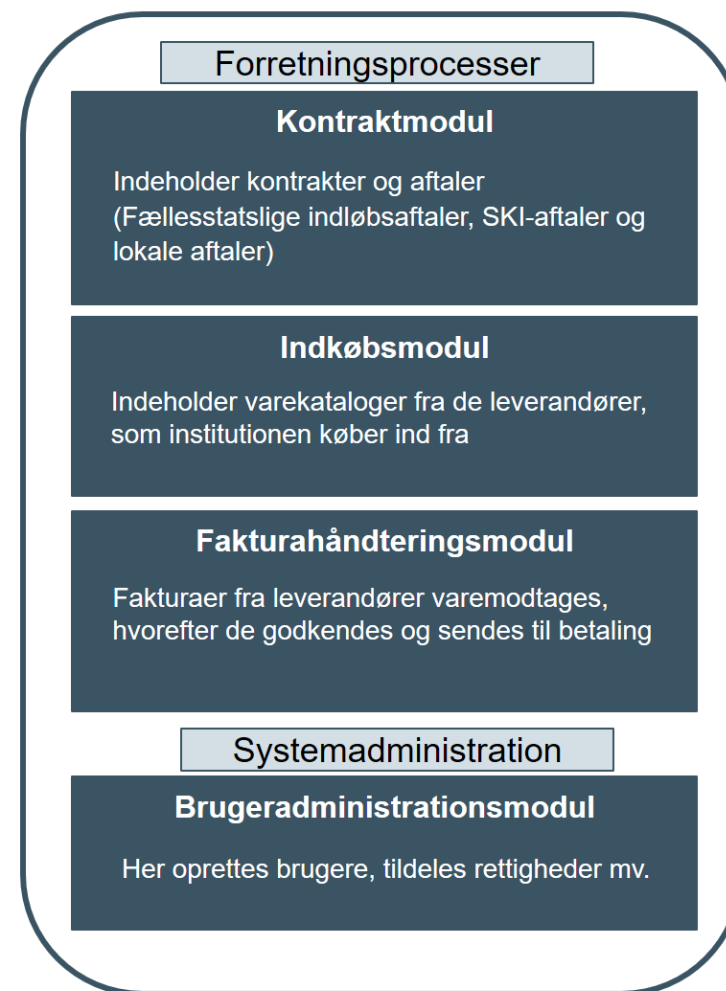 Forretningsprocesser
Kontraktmodul
Indeholder kontrakter og aftaler
(Fællesstatslige indløbsaftaler, SKI-aftaler og
lokale aftaler)
Indkøbsmodul
Indeholder varekataloger fra de leverandører,
som institutionen køber ind fra
Fakturahåndteringsmodul
Fakturaer fra leverandører varemodtages,
hvorefter de godkendes og sendes til betaling
Systemadministration
Brugeradministrationsmodul
Her oprettes brugere, tildeles rettigheder mv.